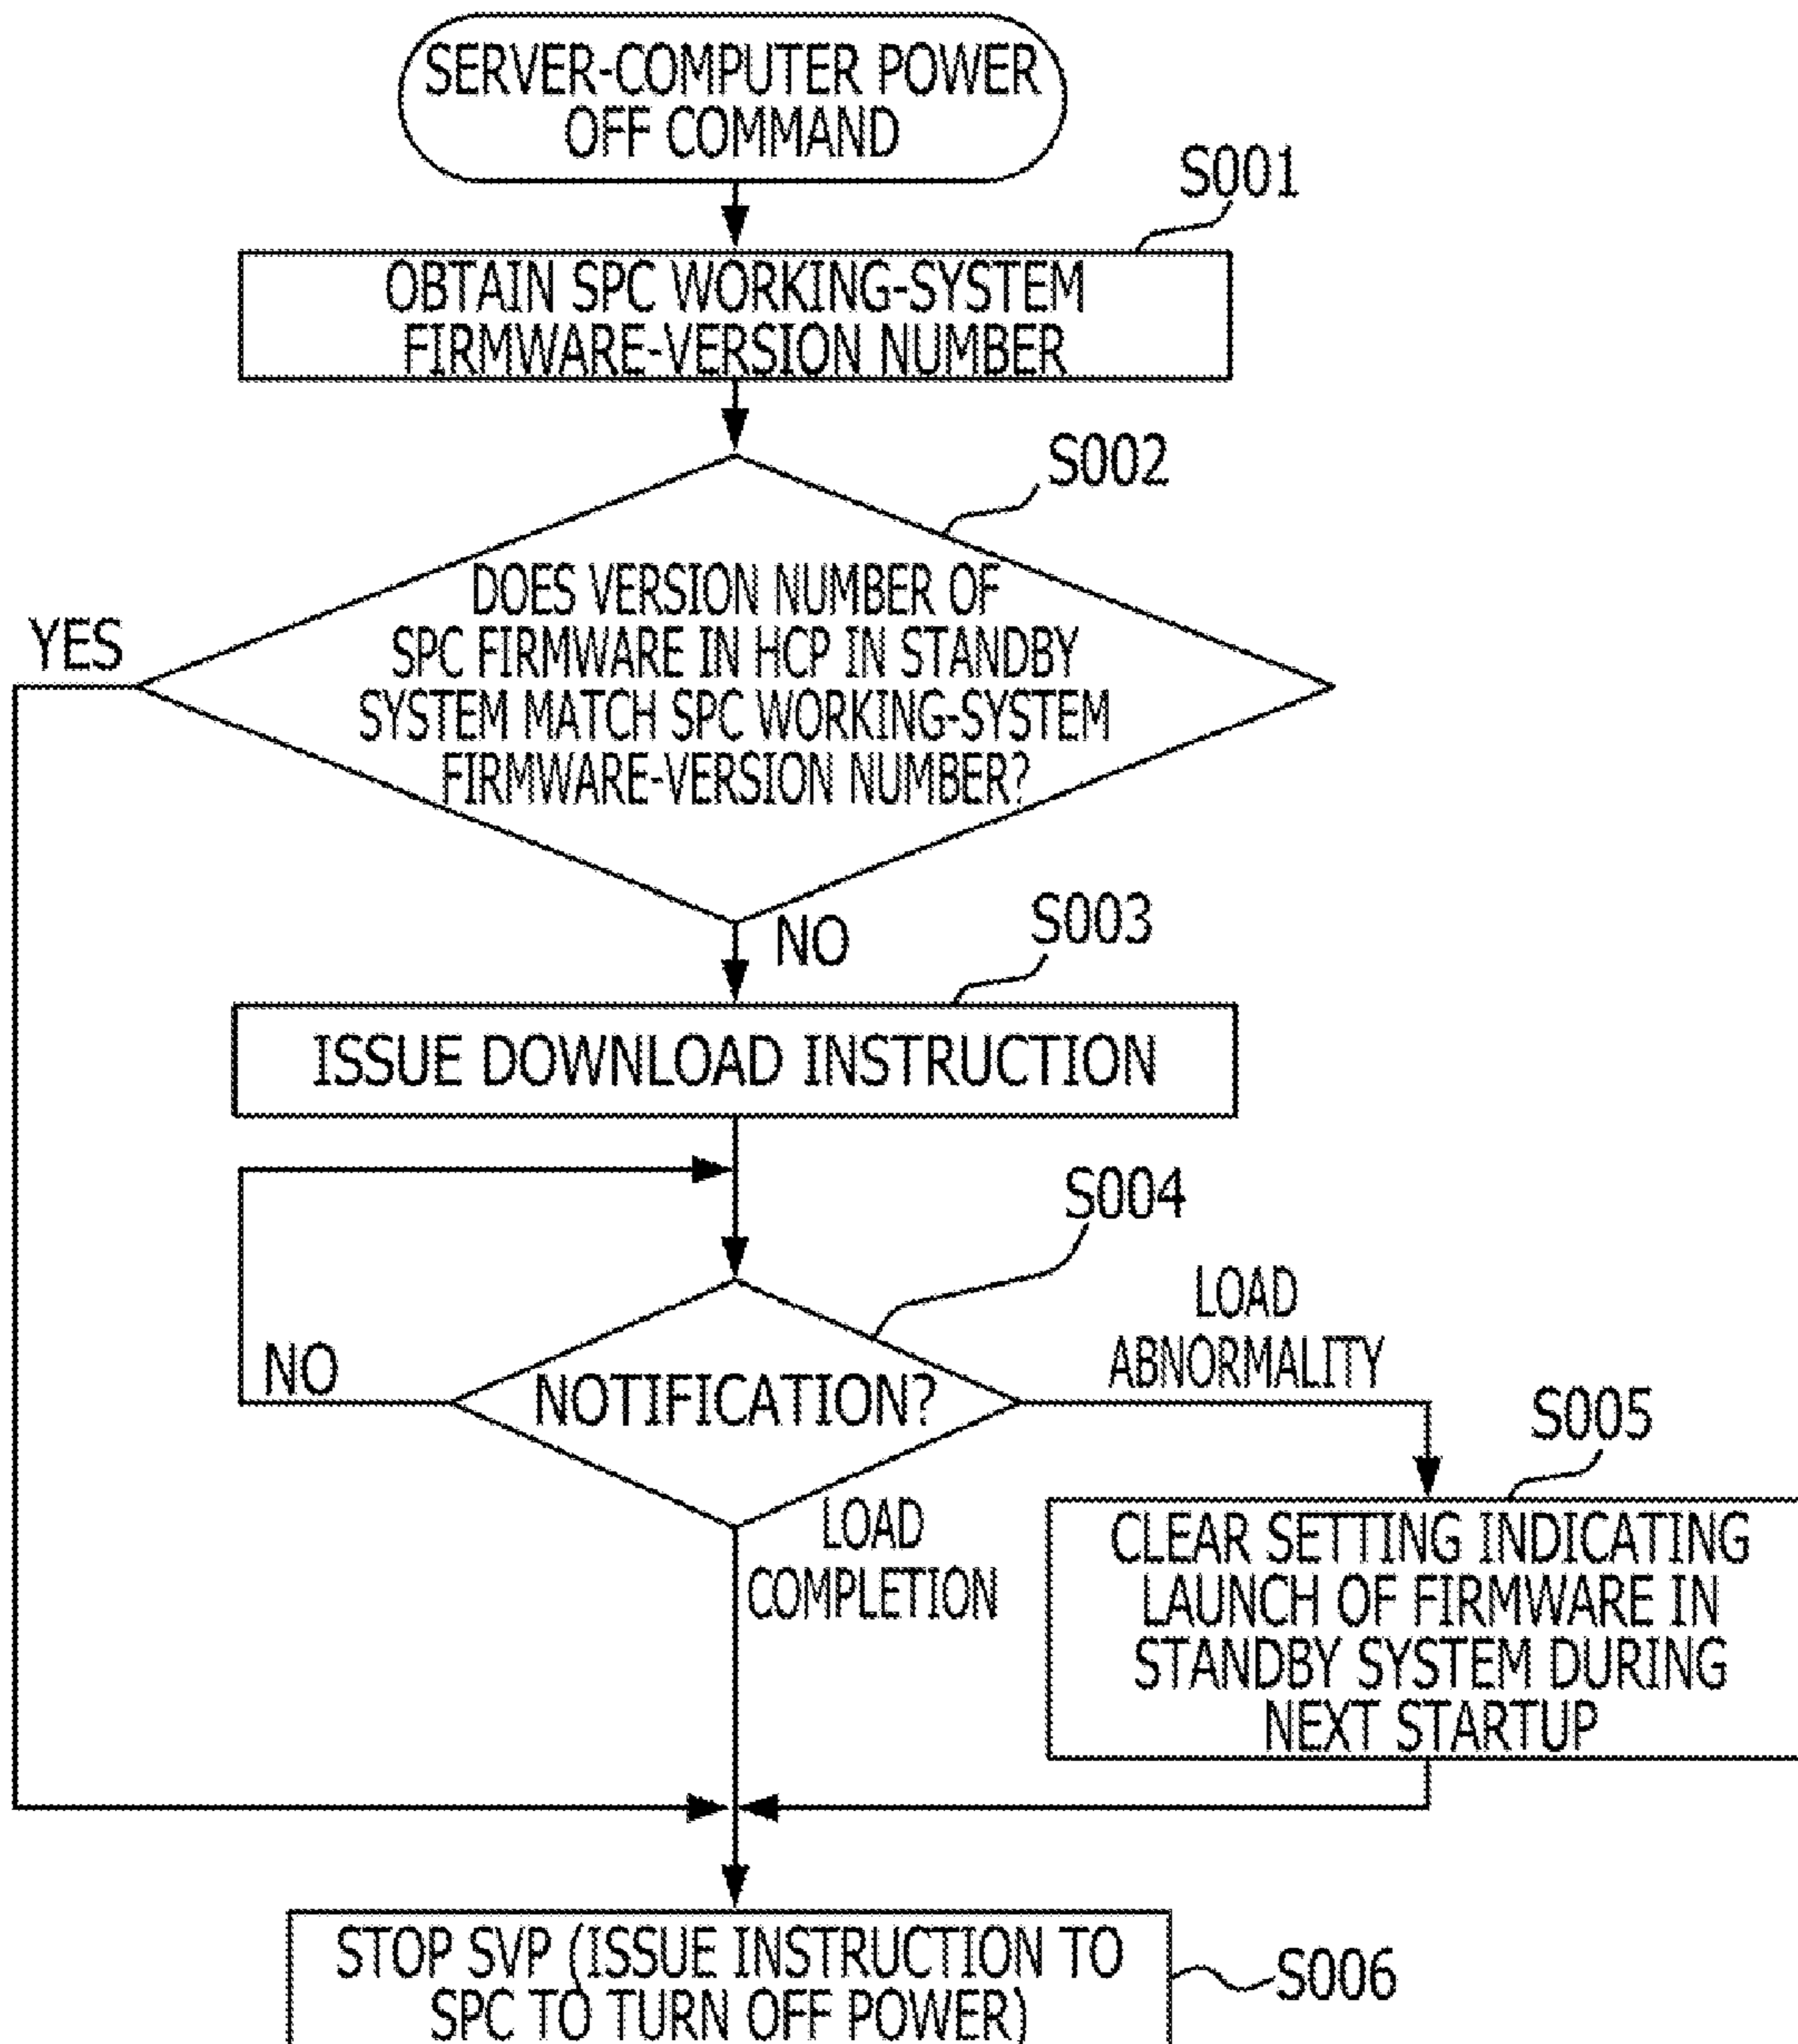 SERVER-COMPUTER POWER
OFF COMMAND
S001
OBTAIN SPC WORKING-SYSTEM
FIRMWARE-VERSION NUMBER
S002
DOES VERSION NUMBER OF
SPC FIRMWARE IN HCP IN STANDBY
SYSTEM MATCH SPC WORKING-SYSTEM
FIRMWARE-VERSION NUMBER?
YES
NO
S003
ISSUE DOWNLOAD INSTRUCTION
S004
NOTIFICATION?
NO
LOAD
ABNORMALITY
LOAD
COMPLETION
S005
CLEAR SETTING INDICATING
LAUNCH OF FIRMWARE IN
STANDBY SYSTEM DURING
NEXT STARTUP
STOP SVP (ISSUE INSTRUCTION TO
SPC TO TURN OFF POWER)
S006